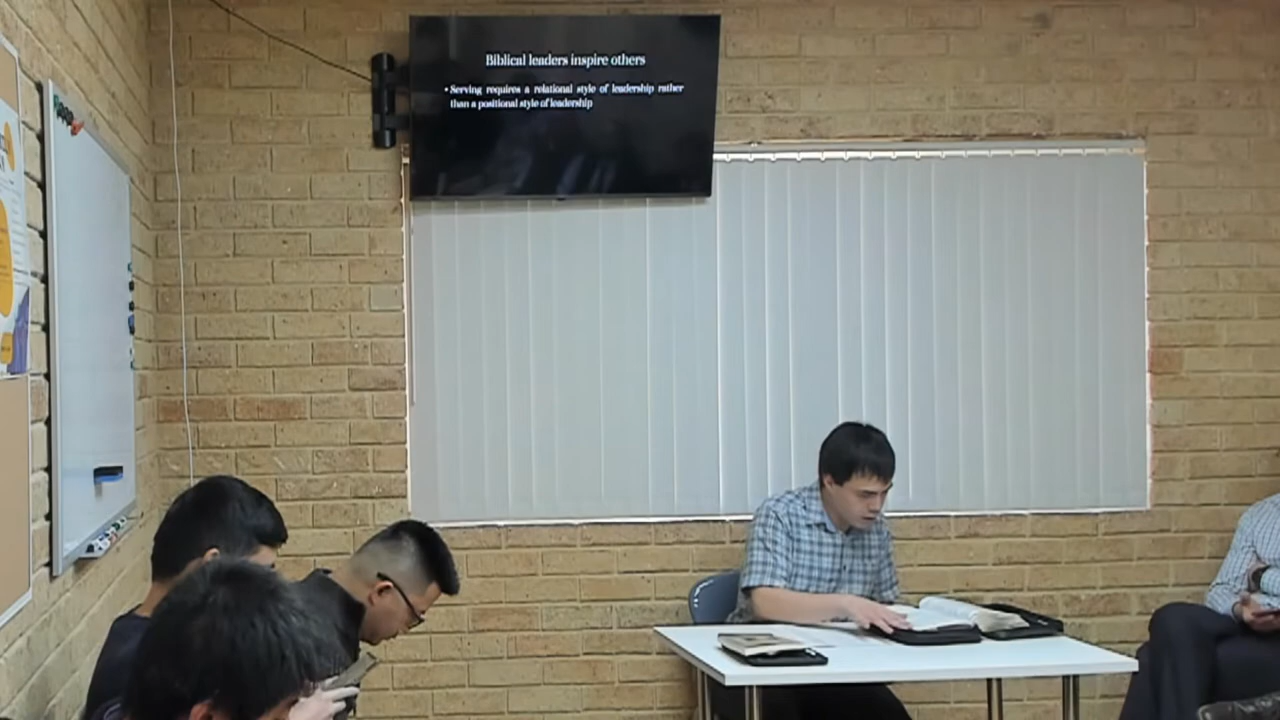 Biblical leaders inspire others
• Serving requires a relational style of leadership rather
than a positional style of leadership